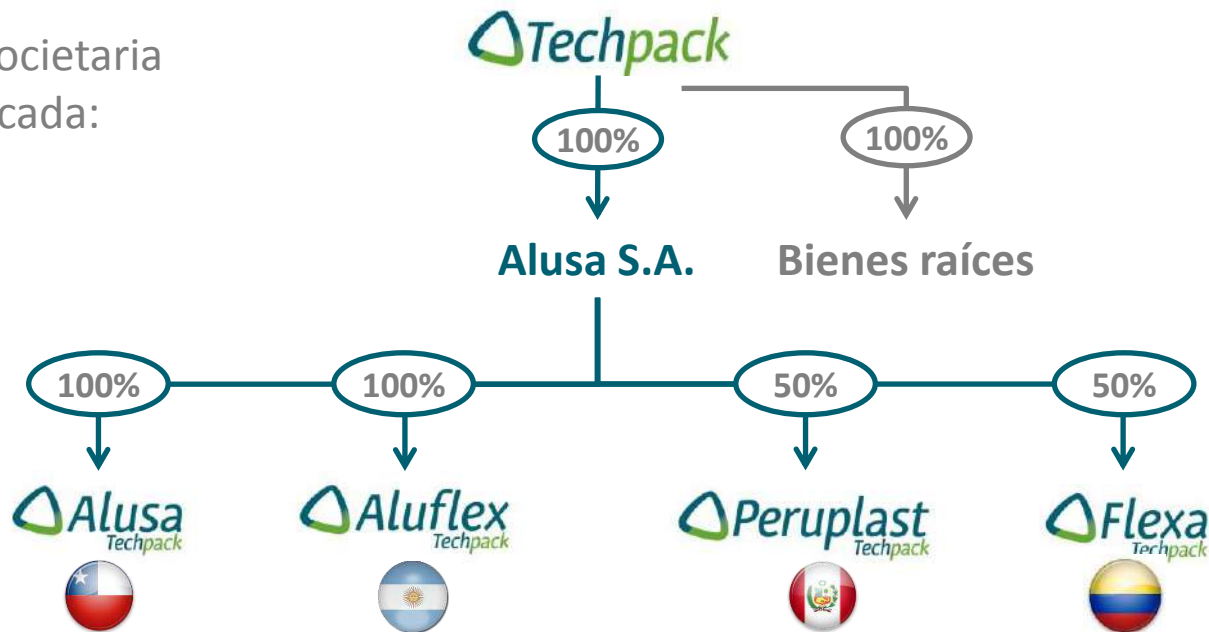 ocietaria
cada:
Techpack
100%
100%
Alusa S.A.
Bienes raíces
100%
100%
50%
50%
Alusa
Techpack
Aluflex
Techpack
Peruplast
Techpack
Flexa
Techpack